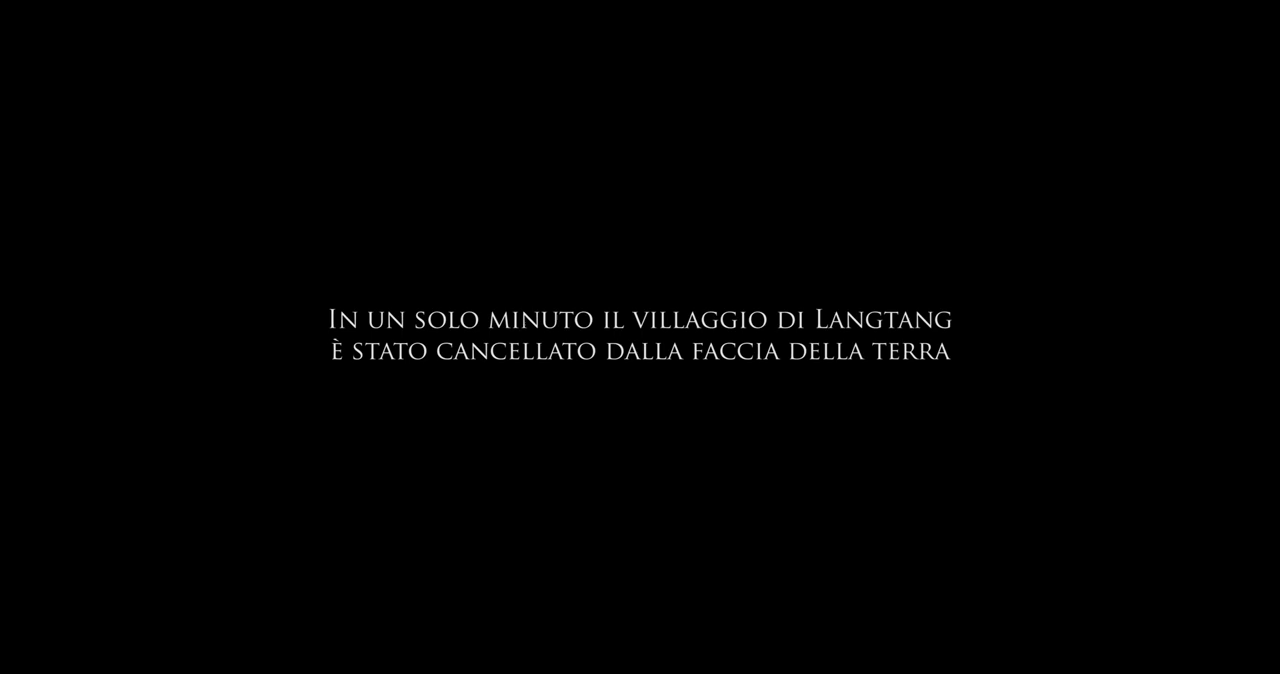 In un solo minuto il villaggio di Langtang
è stato cancellato dalla faccia della terra